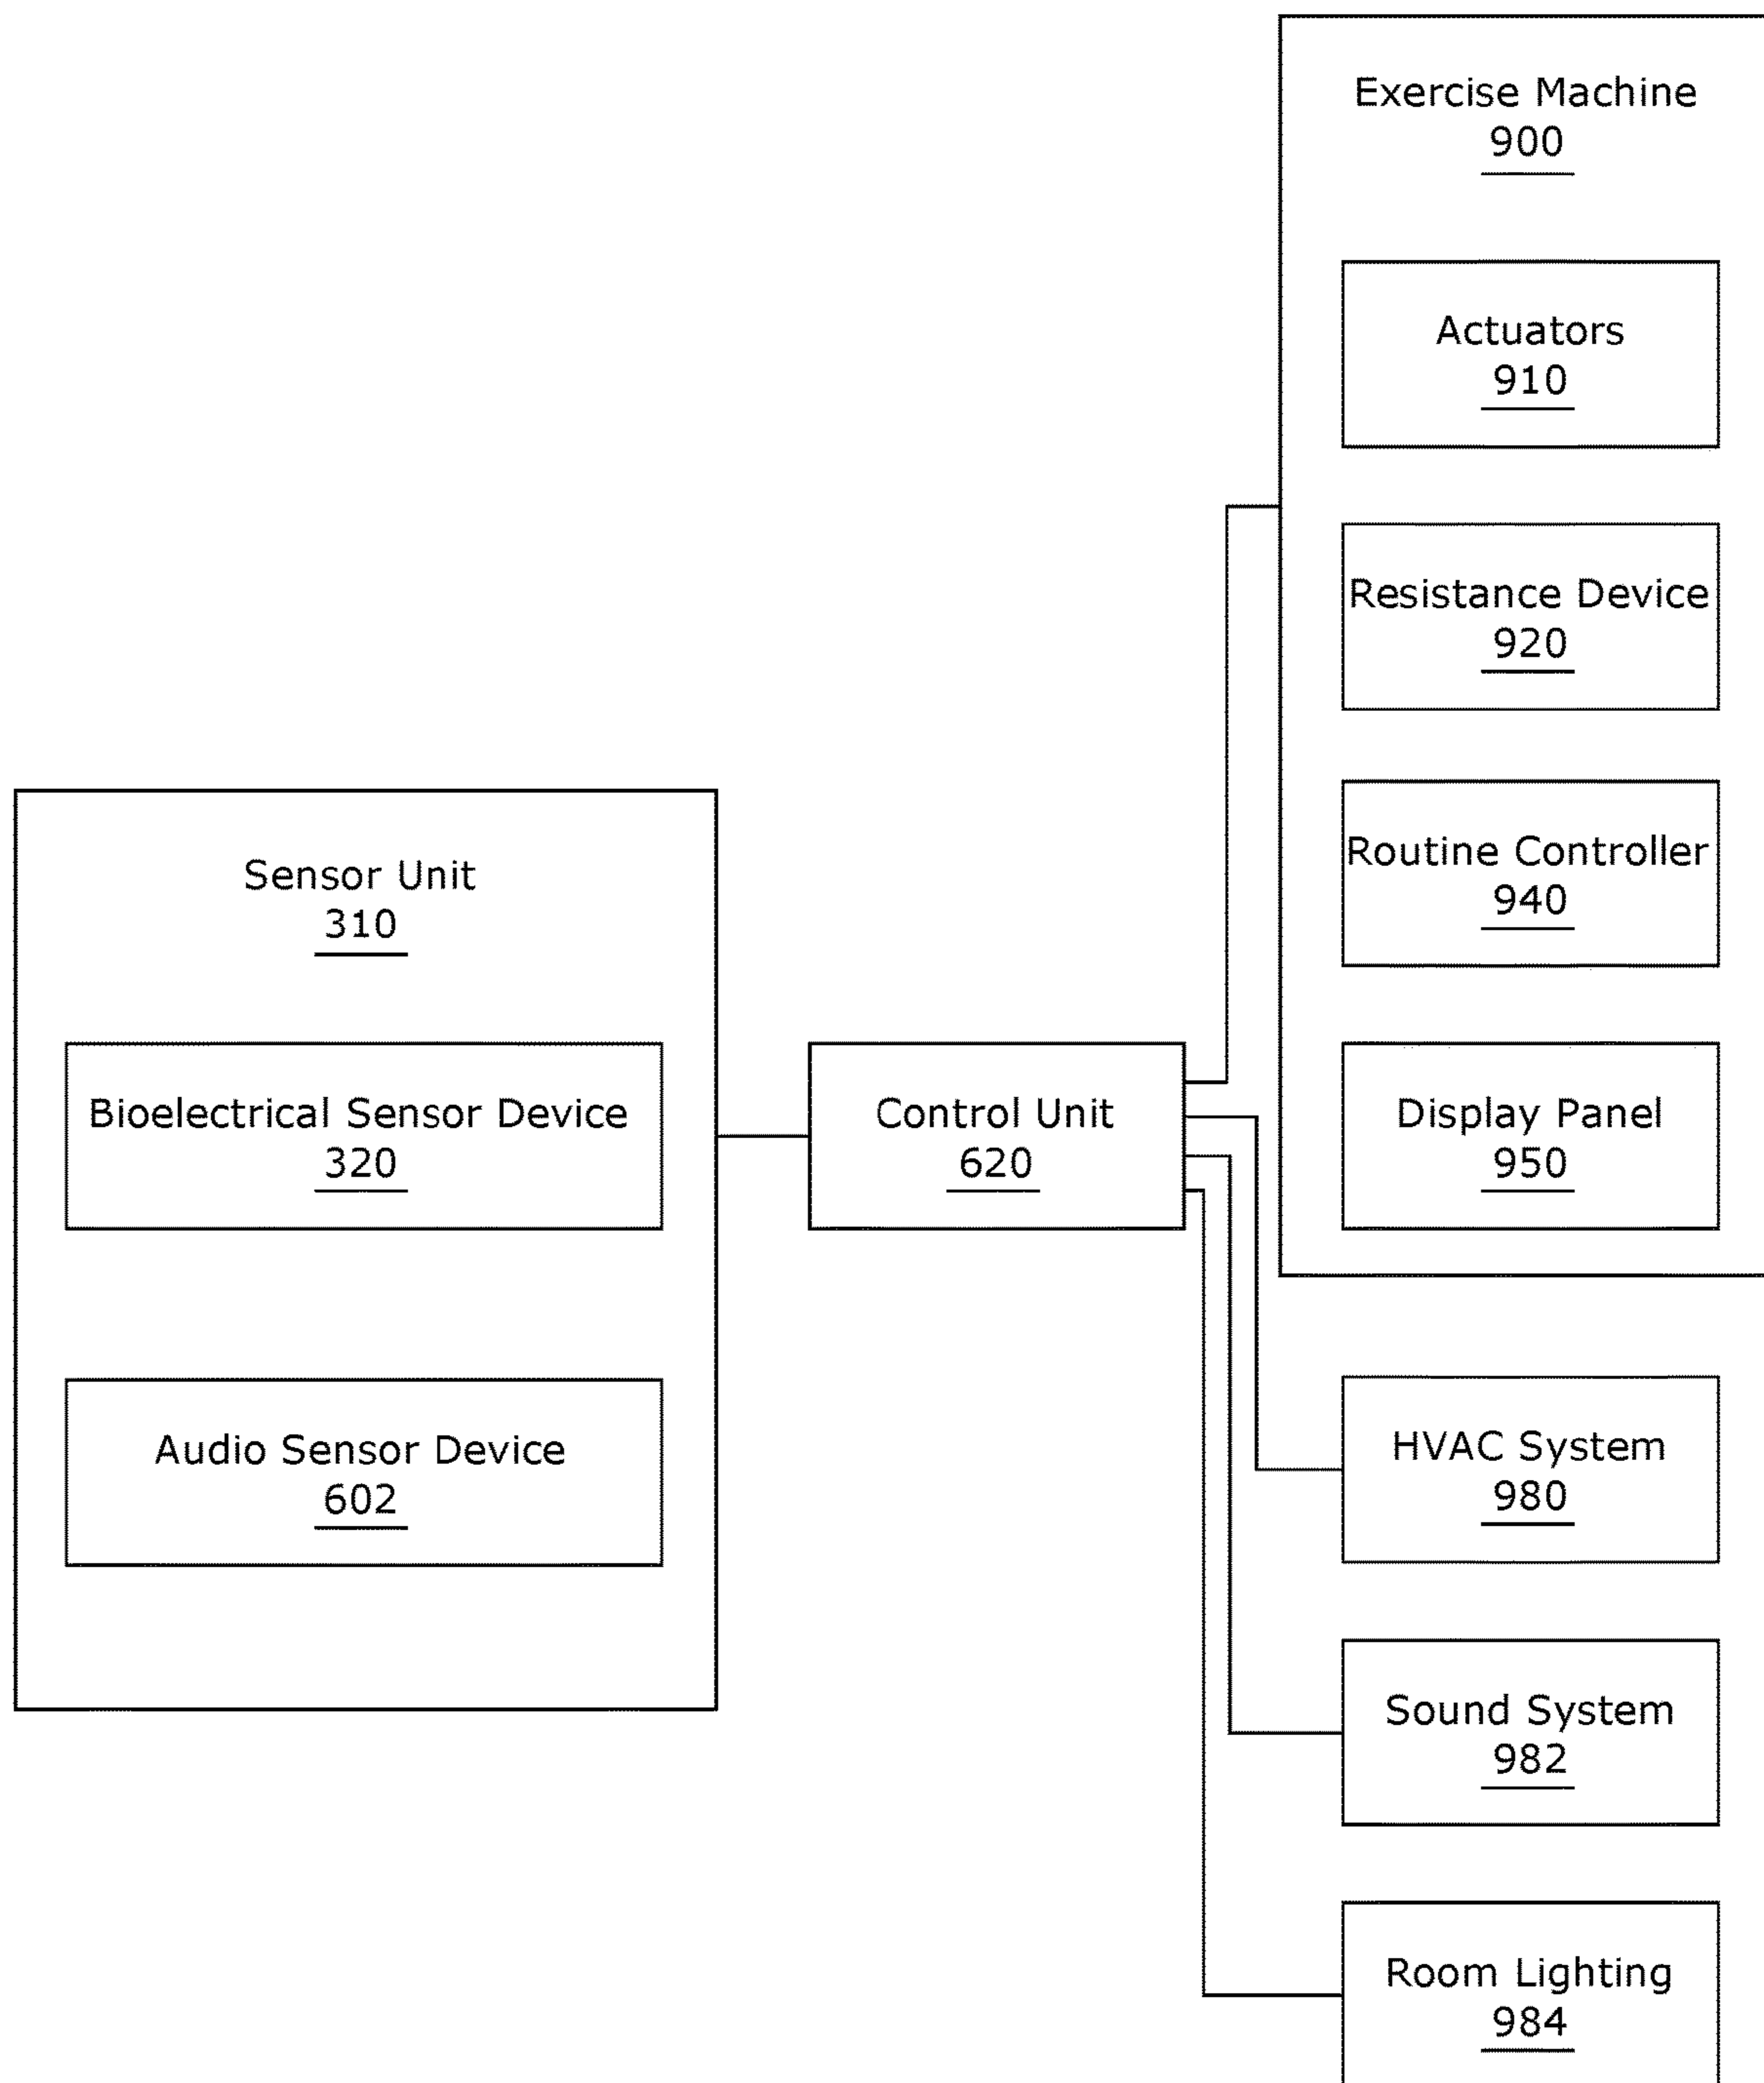 Exercise Machine
900
Actuators
910
Resistance Device
920
Routine Controller
940
Display Panel
950
Sensor Unit
310
Bioelectrical Sensor Device
320
Audio Sensor Device
602
Control Unit
620
HVAC System
980
Sound System
982
Room Lighting
984